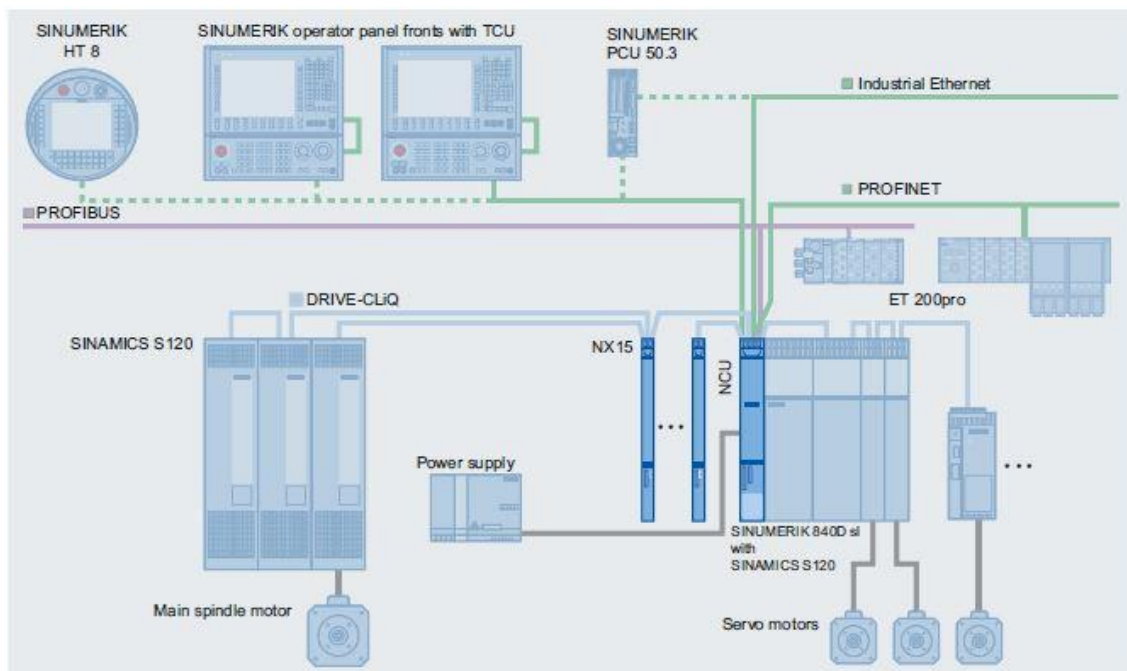 SINUMERIK
HT 8
SINUMERIK operator panel fronts with TCU
SINUMERIK
PCU 50.3
Industrial Ethernet
PROFINET
PROFIBUS
ET 200pro
DRIVE-CLiQ
SINAMICS S120
NX15
NCU
...
...
Power supply
SINUMERIK 840D sl
with
SINAMICS S120
Main spindle motor
Servo motors